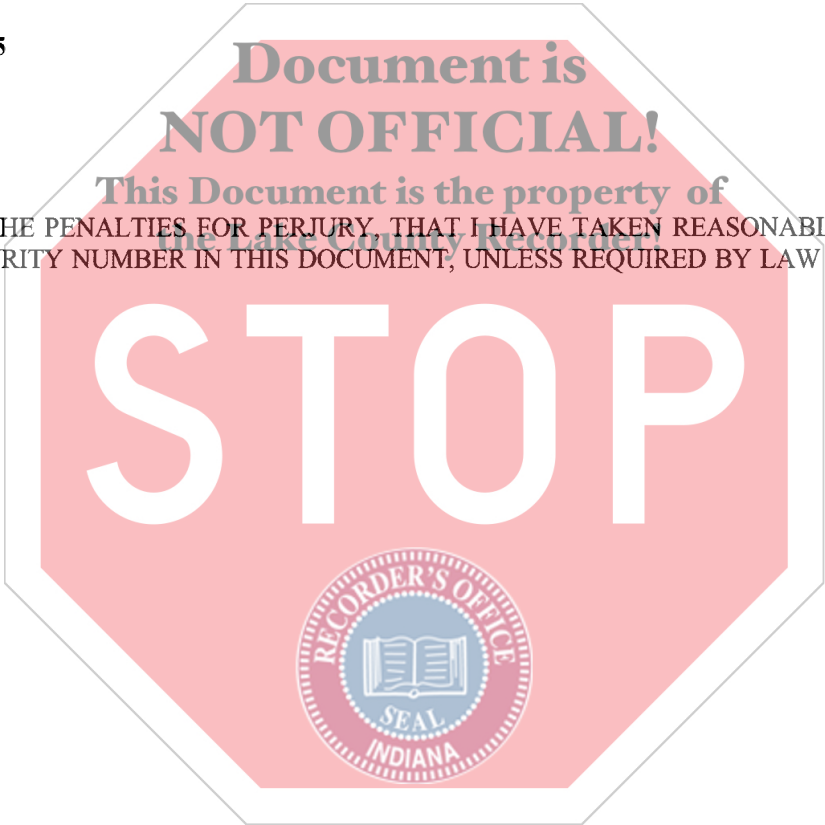 5
Document is
NOT OFFICIAL!
This Document is the property of
HE PENALTIES FOR PERJURY, THAT I HAVE TAKEN REASONABL
the Lake County Recorder!
RITY NUMBER IN THIS DOCUMENT, UNLESS REQUIRED BY LAW
STOP
RECORDER'S OFFICE
SEAL
INDIANA